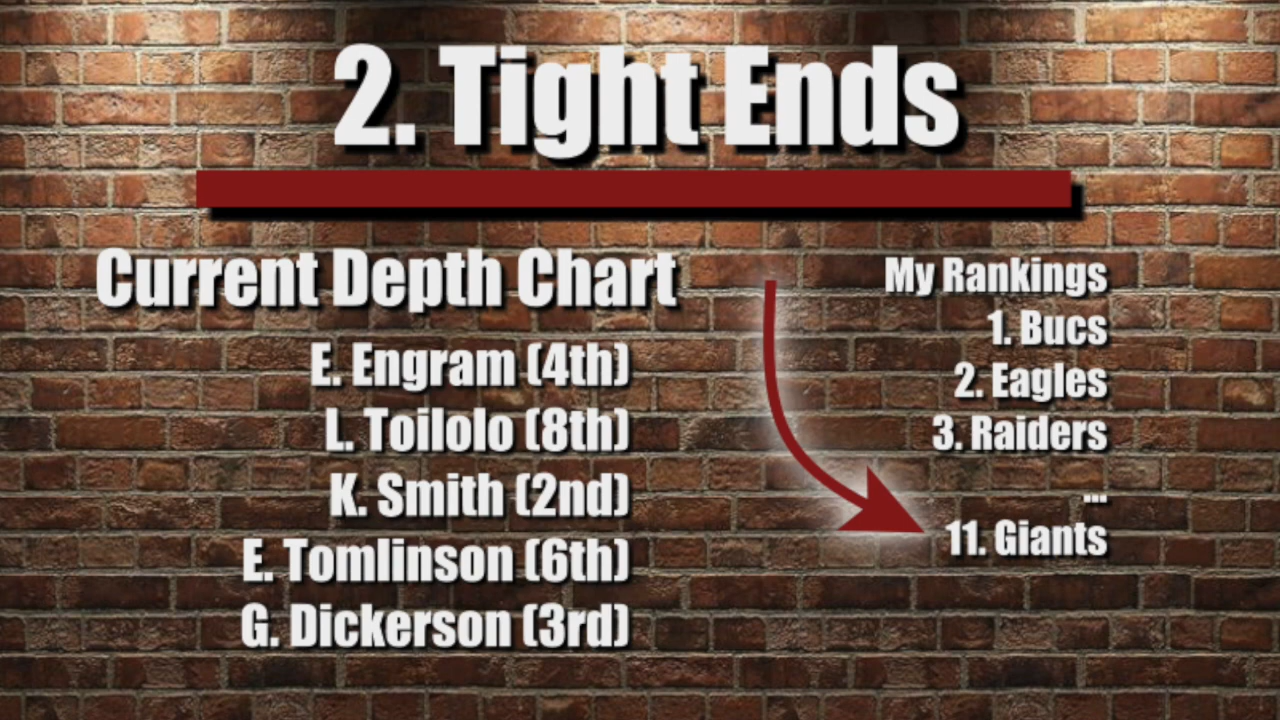 2. Tight Ends
Current Depth Chart
E. Engram (4th)
L. Toilolo (8th)
K. Smith (2nd)
E. Tomlinson (6th)
G. Dickerson (3rd)
My Rankings
1. Bucs
2. Eagles
3. Raiders
...
11. Giants